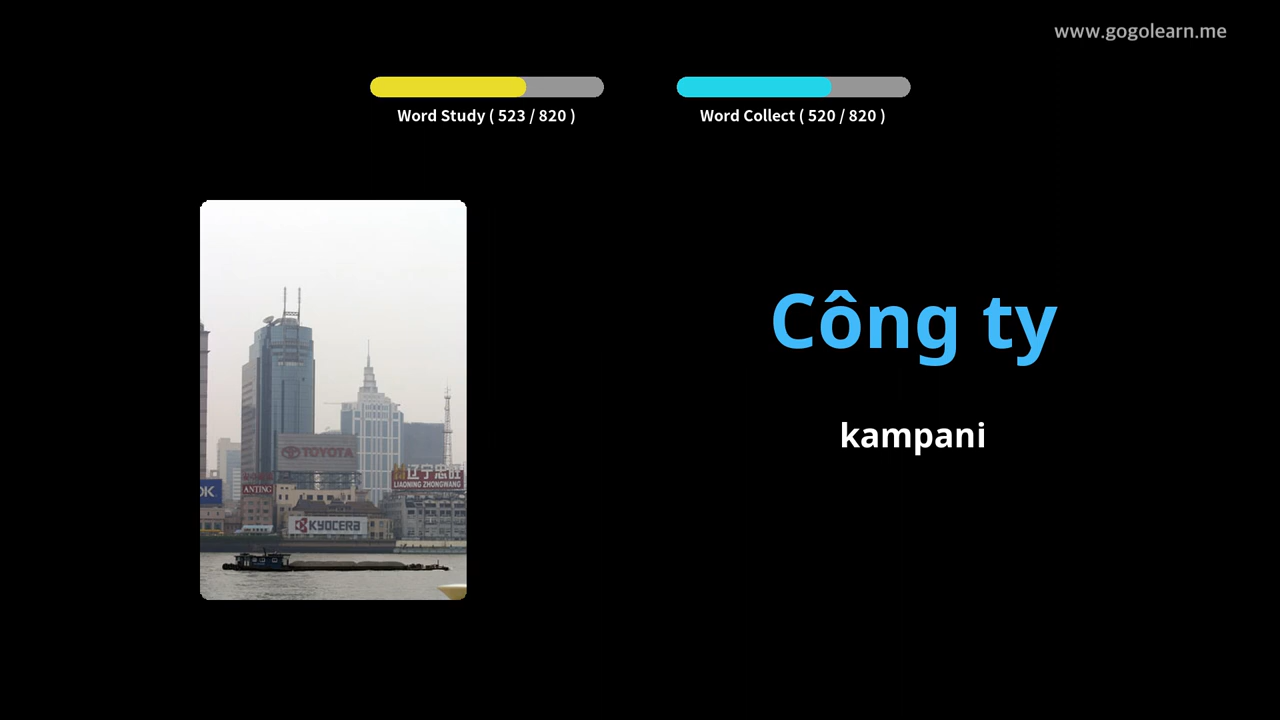 www.gogolearn.me
Word Study ( 523 / 820 )
Word Collect ( 520 / 820 )
Công ty
kampani
TOYOTA
辽宁忠旺
LIAONING ZHONGWANG
OK
ANTING
KYOCERA